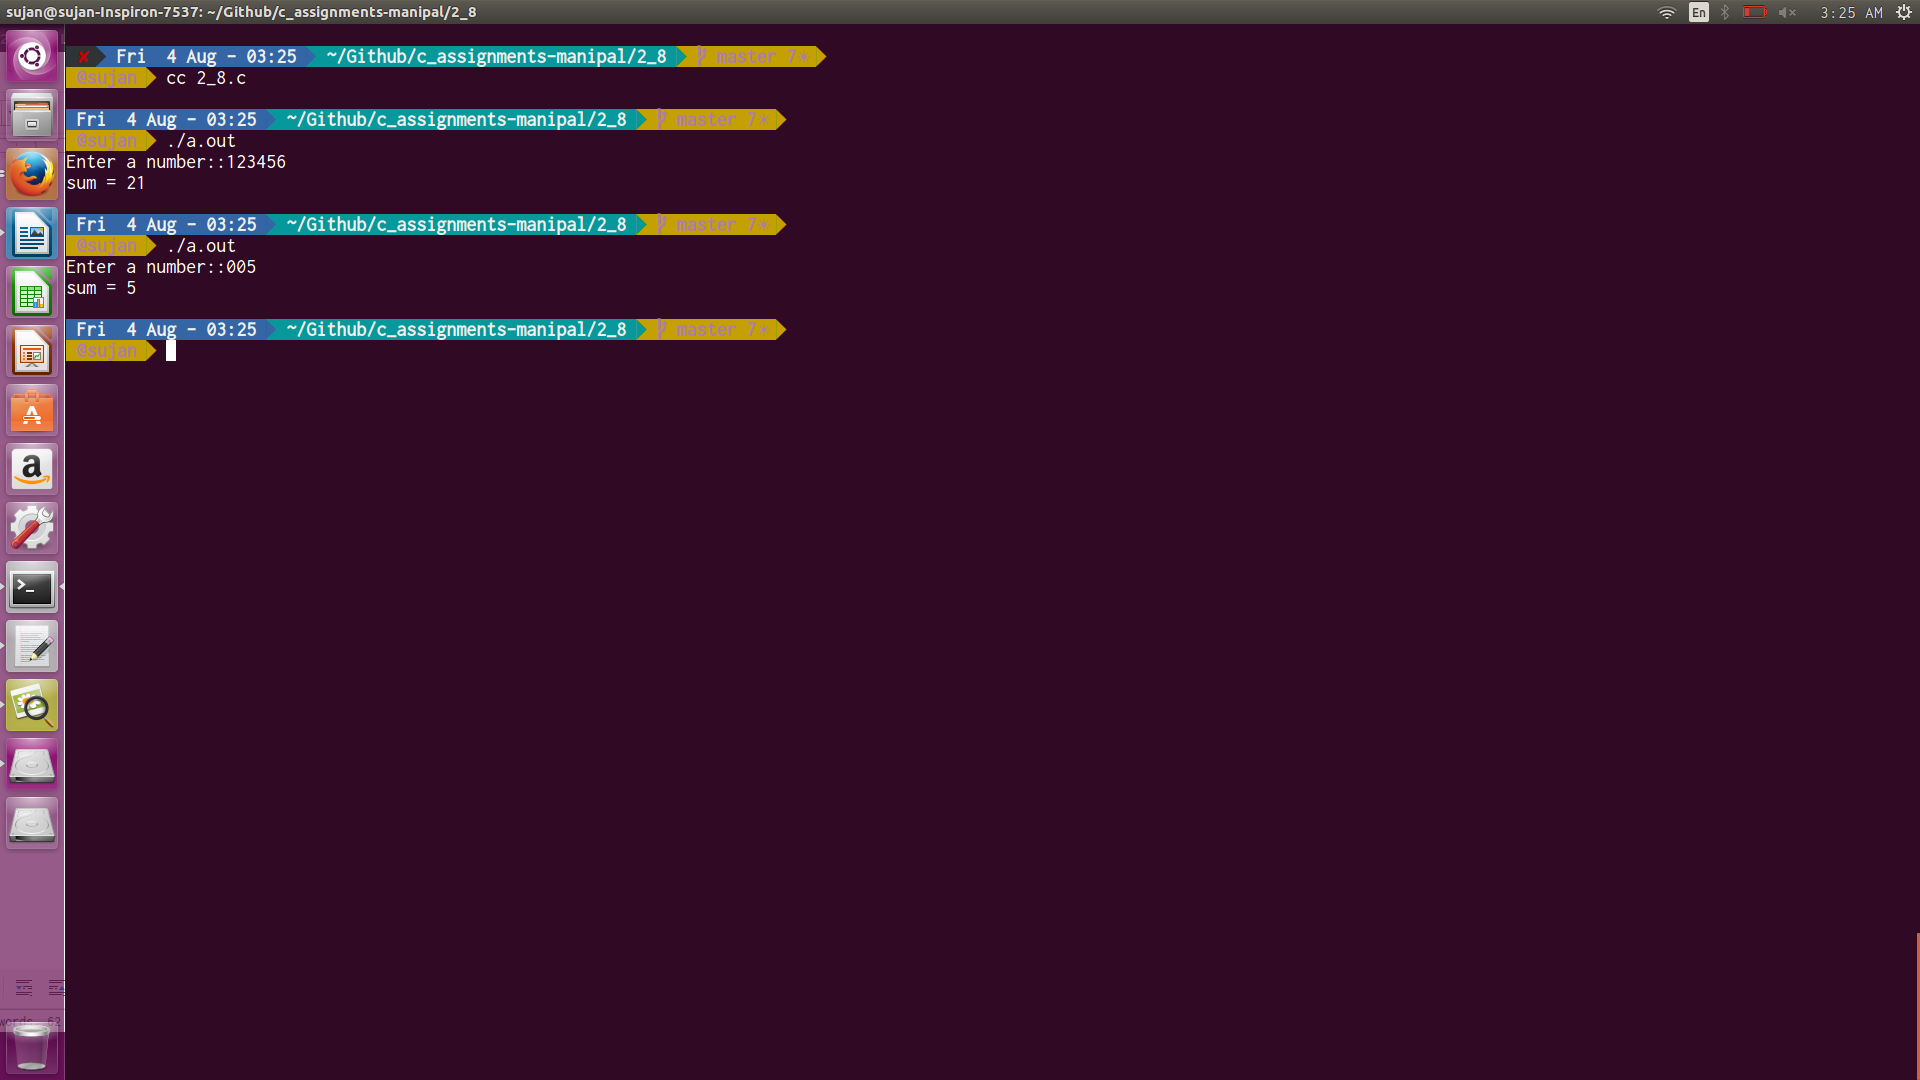 sujan@sujan-Inspiron-7537: ~/Github/c_assignments-manipal/2_8
En
3:25 AM
✘ Fri  4 Aug – 03:25 ~/Github/c_assignments-manipal/2_8 master 7*
@sujan cc 2_8.c
Fri  4 Aug – 03:25 ~/Github/c_assignments-manipal/2_8 master 7*
@sujan ./a.out
Enter a number::123456
sum = 21
Fri  4 Aug – 03:25 ~/Github/c_assignments-manipal/2_8 master 7*
@sujan ./a.out
Enter a number::005
sum = 5
Fri  4 Aug – 03:25 ~/Github/c_assignments-manipal/2_8 master 7*
@sujan